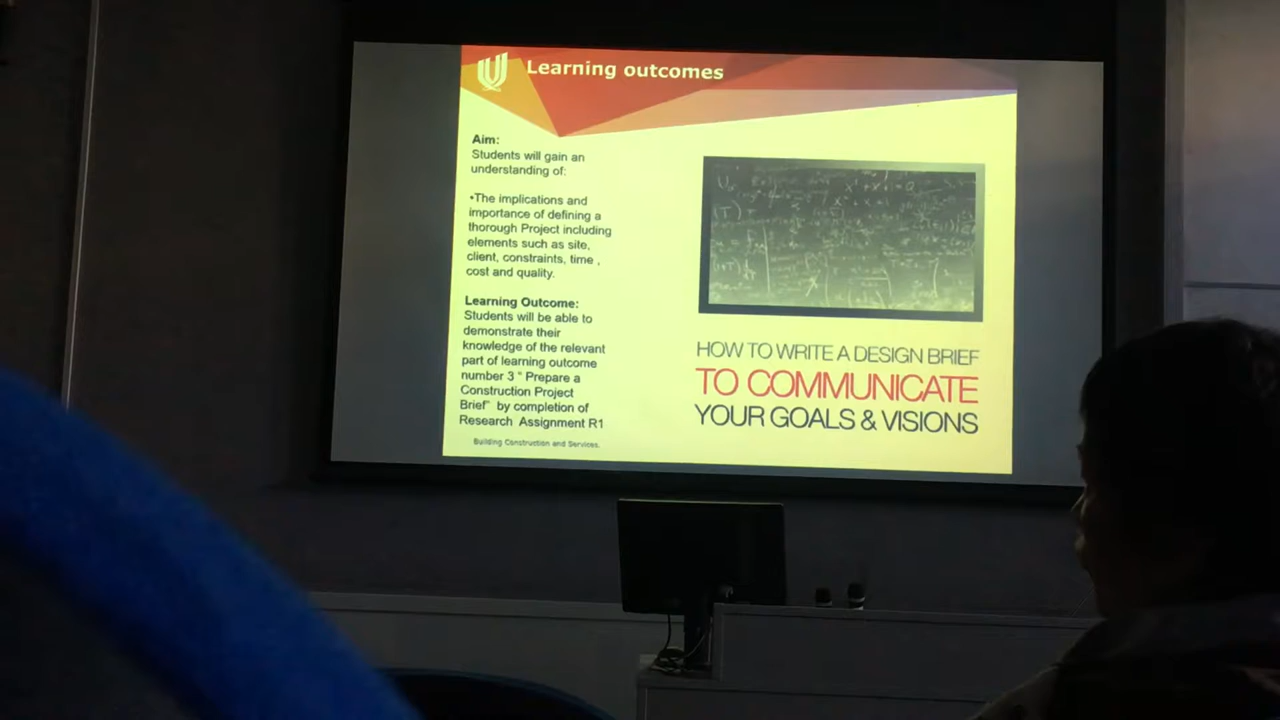 Learning outcomes
Aim:
Students will gain an
understanding of:
•The implications and
importance of defining a
thorough Project including
elements such as site,
client, constraints, time ,
cost and quality.
Learning Outcome:
Students will be able to
demonstrate their
knowledge of the relevant
part of learning outcome
number 3 “ Prepare a
Construction Project
Brief” by completion of
Research Assignment R1
Building Construction and Services.
HOW TO WRITE A DESIGN BRIEF
TO COMMUNICATE
YOUR GOALS & VISIONS